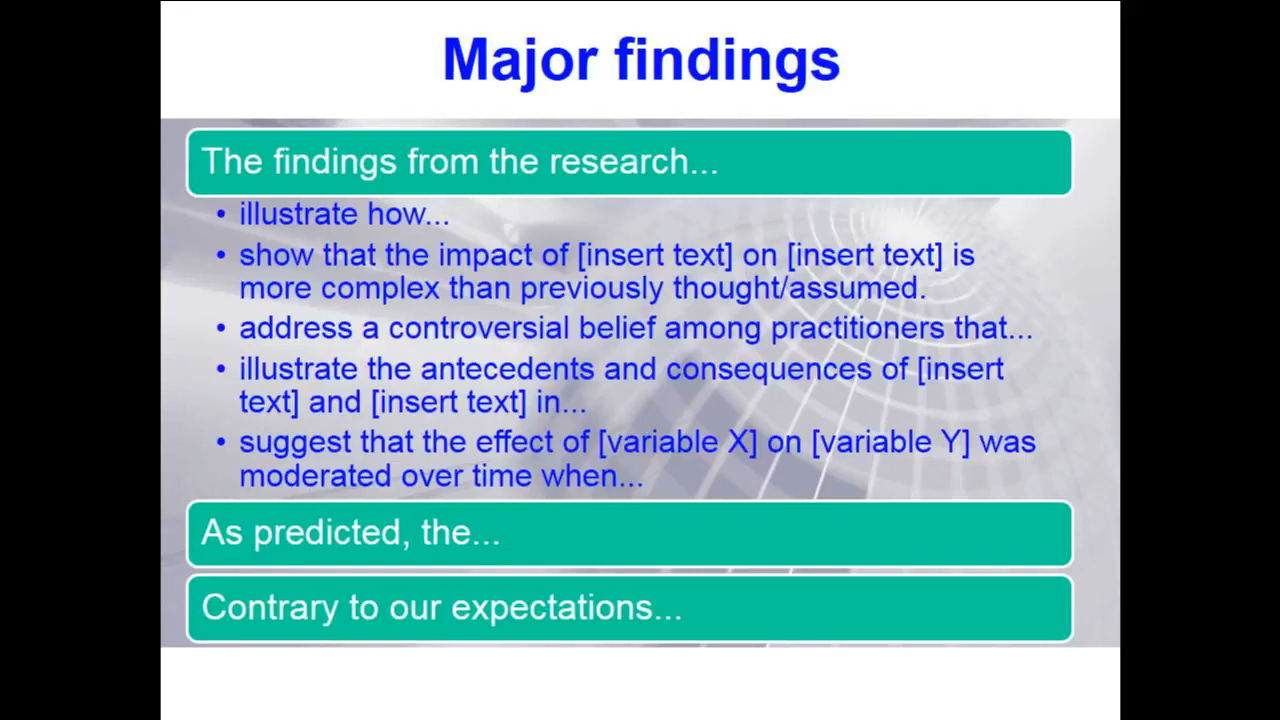 Major findings
The findings from the research...
• illustrate how...
• show that the impact of [insert text] on [insert text] is
more complex than previously thought/assumed.
• address a controversial belief among practitioners that...
• illustrate the antecedents and consequences of [insert
text] and [insert text] in...
• suggest that the effect of [variable X] on [variable Y] was
moderated over time when...
As predicted, the...
Contrary to our expectations...